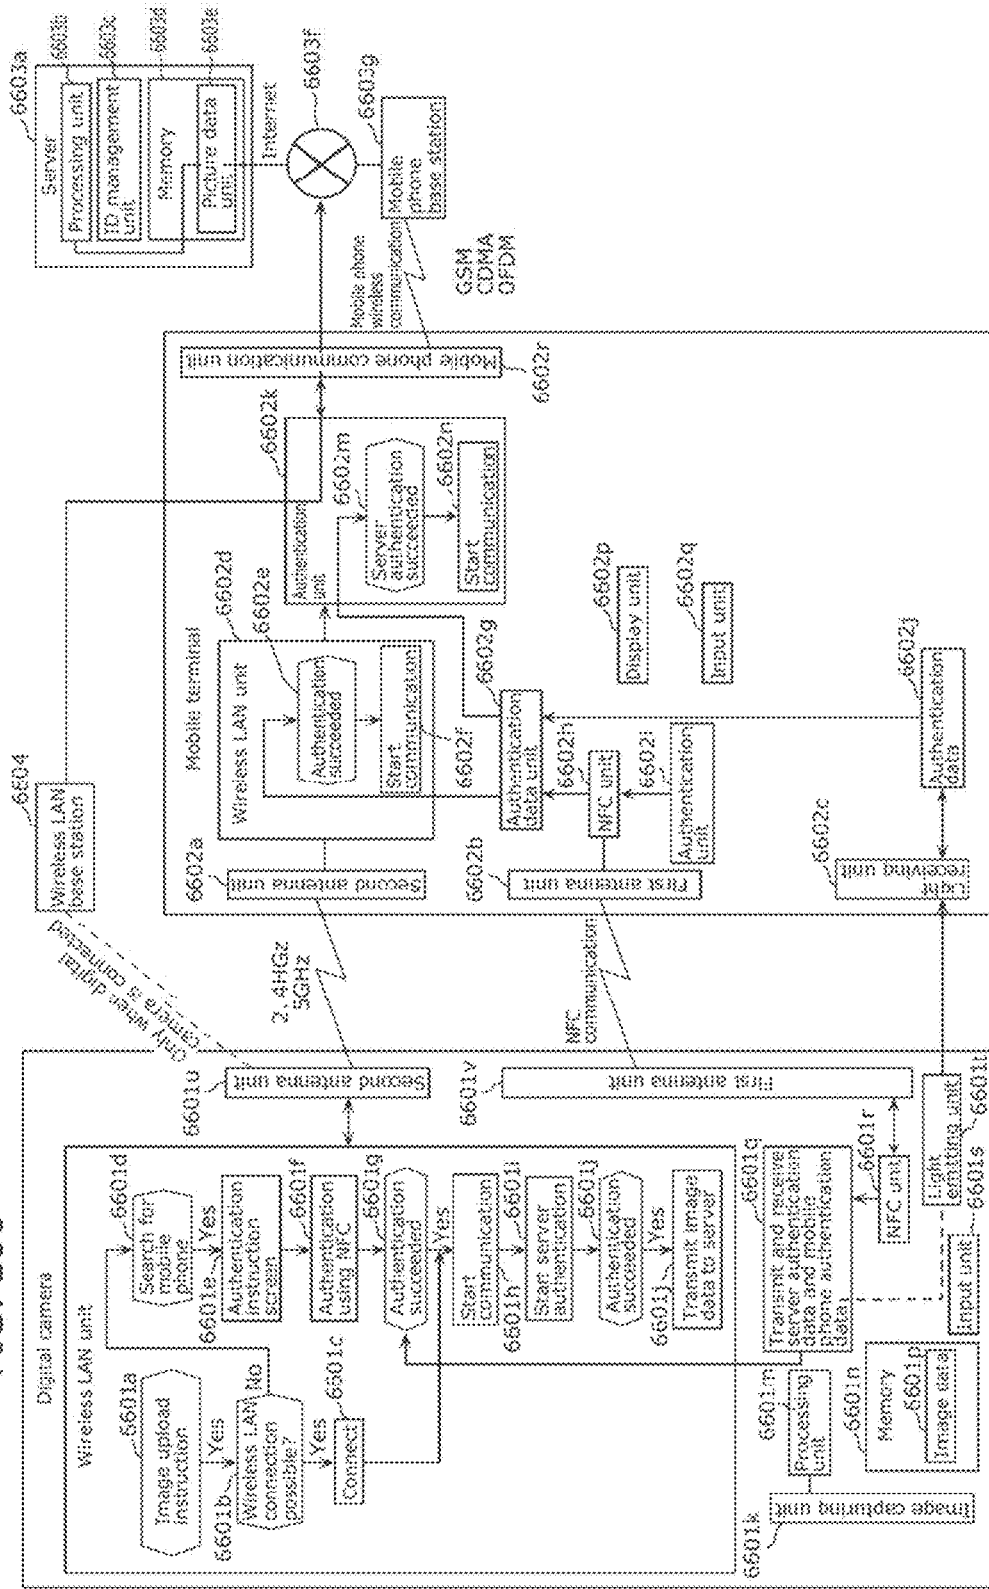 Digital camera
Wireless LAN unit
6601a
Image upload
instruction
Yes
6601b
Wireless LAN
connection
possible?
No
Yes
6601c
Connect
6601d
Search for
mobile
phone
Yes
6601e
Authentication
instruction
screen
6601f
Authentication
using NFC
6601g
Authentication
succeeded
Yes
Start
communication
6601h
6601i
Start server
authentication
6601j
Authentication
succeeded
Yes
6601j
Transmit image
data to server
6601k
Image capturing
unit
6601m
Processing
unit
6601n
Memory
6601p
Image data
6601q
Transmit and receive
server authentication
data and mobile
phone authentication
data
6601r
NFC unit
6601s
Input unit
6601t
Light
emitting unit
6601u
Second antenna unit
6601v
First antenna unit
Only when digital
camera is connected
2.4HGz
5GHz
NFC
communication
6604
Wireless LAN
base station
Mobile terminal
6602a
Second antenna unit
6602b
First antenna unit
6602c
Light
receiving unit
6602d
Wireless LAN unit
6602e
Authentication
succeeded
Start
communication
6602f
6602g
Authentication
data unit
6602h
NFC unit
6602i
Authentication
unit
6602j
Authentication
data
6602k
Authentication
unit
6602m
Server
authentication
succeeded
6602n
Start
communication
6602p
Display unit
6602q
Input unit
6602r
Mobile phone communication unit
Mobile phone
wireless
communication
GSM
CDMA
OFDM
6603a
Server
6603b
Processing unit
6603c
ID management
unit
6603d
Memory
6603e
Picture data
unit
Internet
6603f
6603g
Mobile
phone
base station